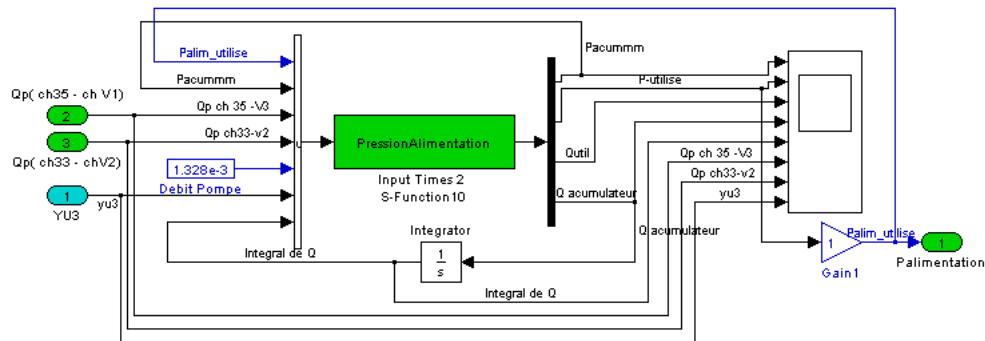 Palim_utilise
Pacummm
Pacummm
P-utilise
Qp( ch35 - ch V1)
2
Qp ch 35 -V3
3
Qp ch33-v2
Qp( ch33 - chV2)
1.328e-3
Debit Pompe
1
yu3
YU3
PressionAlimentation
Input Times 2
S-Function10
Qutil
Q acumulateur
Qp ch 35 -V3
Qp ch33-v2
yu3
Q acumulateur
Integrator
1
s
Integral de Q
Integral de Q
1
Gain1
Palim_utilise
1
Palimentation